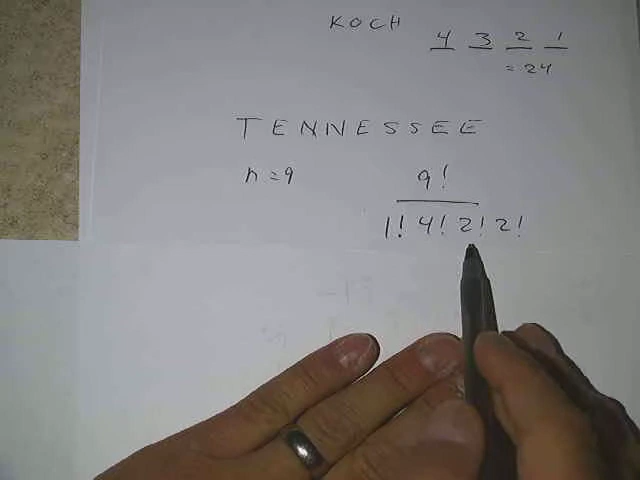 KOCH 4 3 2 1
= 24
TENNESSEE
n = 9 9!
1! 4! 2! 2!